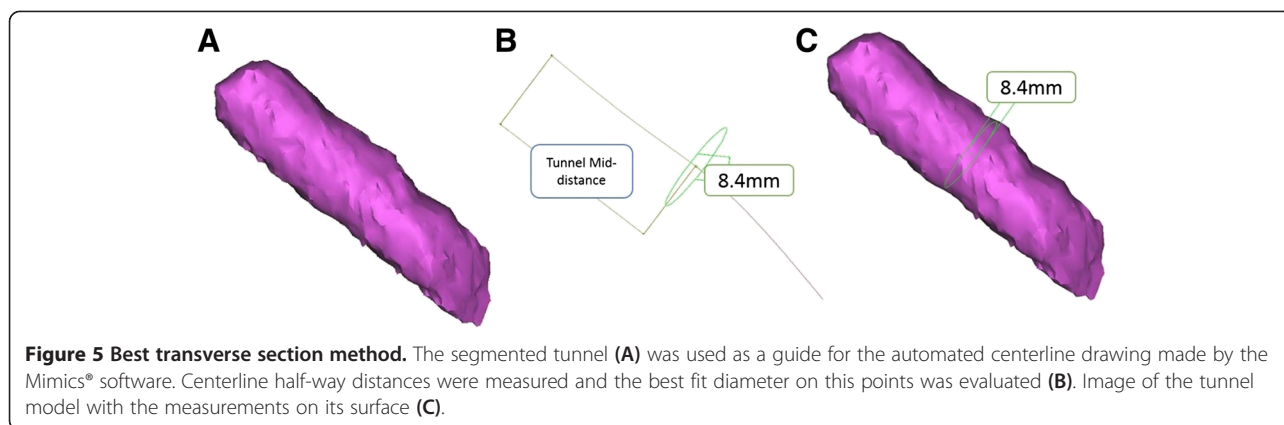 A
B
C
8.4mm
Tunnel Mid-
distance
8.4mm
Figure 5 Best transverse section method. The segmented tunnel (A) was used as a guide for the automated centerline drawing made by the
Mimics® software. Centerline half-way distances were measured and the best fit diameter on this points was evaluated (B). Image of the tunnel
model with the measurements on its surface (C).